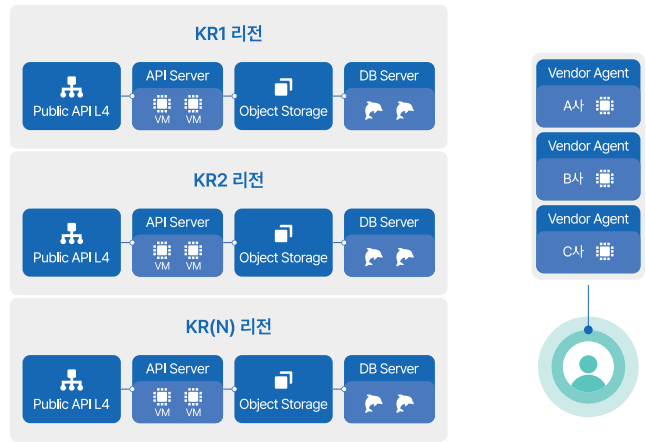 KR1 리전
Public API L4
API Server
VM VM
Object Storage
DB Server
KR2 리전
Public API L4
API Server
VM VM
Object Storage
DB Server
KR(N) 리전
Public API L4
API Server
VM VM
Object Storage
DB Server
Vendor Agent
A사
Vendor Agent
B사
Vendor Agent
C사